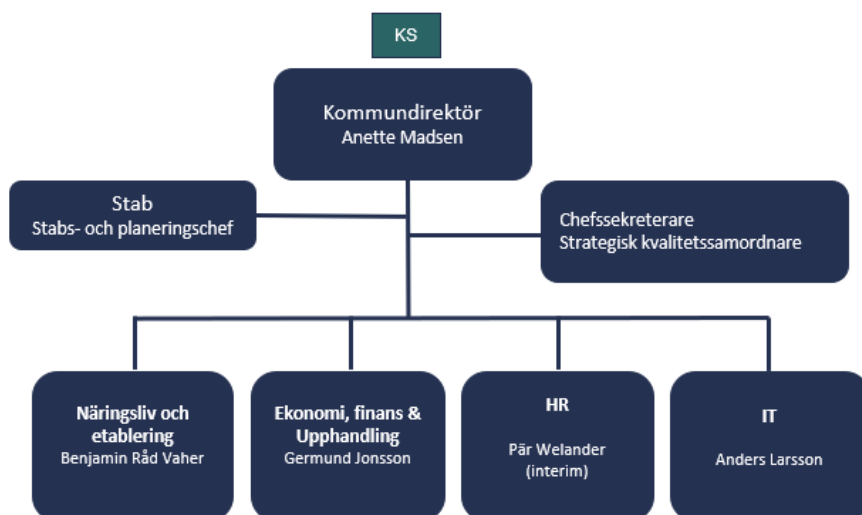 KS
Kommundirektör
Anette Madsen
Stab
Stabs- och planeringschef
Chefssekreterare
Strategisk kvalitetssamordnare
Näringsliv och
etablering
Benjamin Råd Vaher
Ekonomi, finans &
Upphandling
Germund Jonsson
HR
Pär Welander
(interim)
IT
Anders Larsson